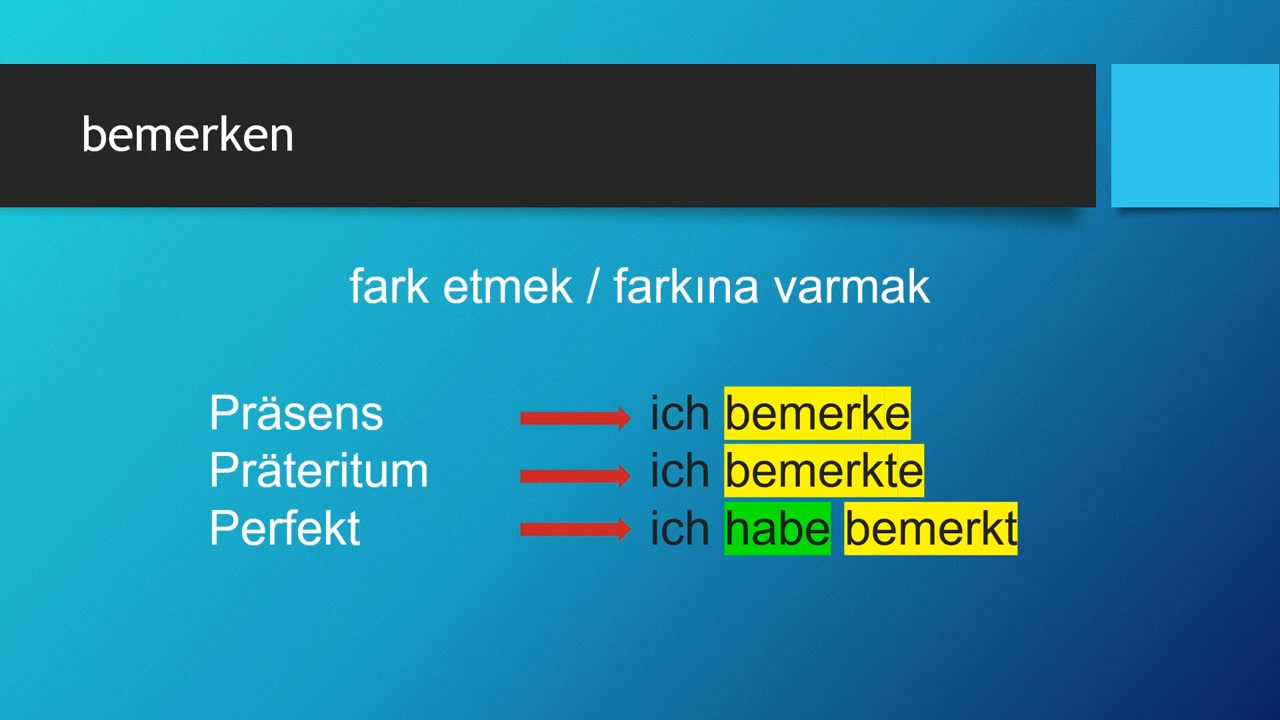 bemerken
fark etmek / farkına varmak
Präsens ich bemerke
Präteritum ich bemerkte
Perfekt ich habe bemerkt